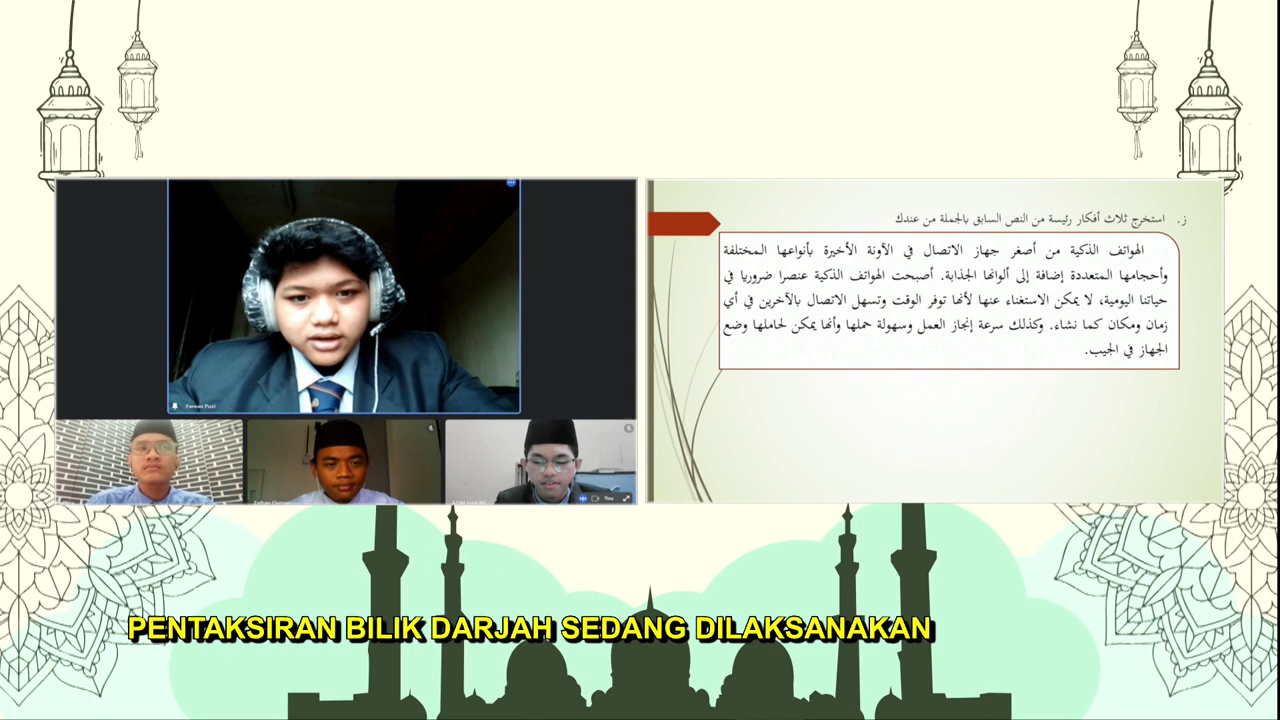 ز. استخرج ثلاث أفكار رئيسة من النص السابق بالجملة من عندك
الهواتف الذكية من أصغر جهاز الاتصال في الآونة الأخيرة بأنواعها المختلفة
وأحجامها المتعددة إضافة إلى ألوانها الجذابة. أصبحت الهواتف الذكية عنصرا ضروريا في
حياتنا اليومية، لا يمكن الاستغناء عنها لأنها توفر الوقت وتسهل الاتصال بالآخرين في أي
زمان ومكان كما نشاء. وكذلك سرعة إنجاز العمل وسهولة حملها وأنها يمكن لحاملها وضع
الجهاز في الجيب.
You
PENTAKSIRAN BILIK DARJAH SEDANG DILAKSANAKAN